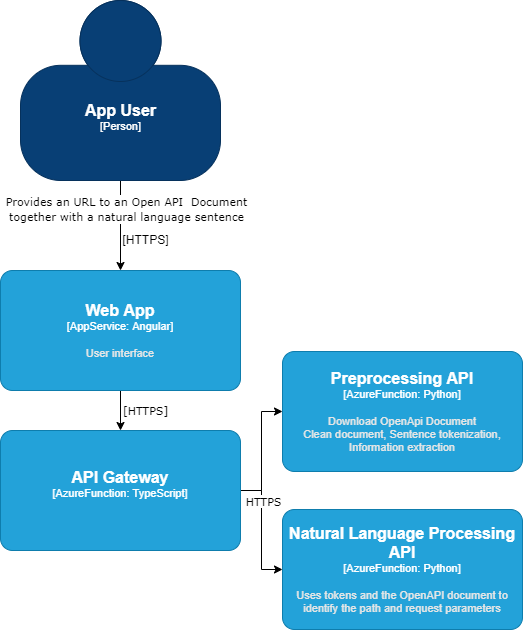 App User
[Person]
Provides an URL to an Open API Document
together with a natural language sentence
[HTTPS]
Web App
[AppService: Angular]
User interface
[HTTPS]
API Gateway
[AzureFunction: TypeScript]
HTTPS
Preprocessing API
[AzureFunction: Python]
Download OpenApi Document
Clean document, Sentence tokenization,
Information extraction
Natural Language Processing
API
[AzureFunction: Python]
Uses tokens and the OpenAPI document to
identify the path and request parameters